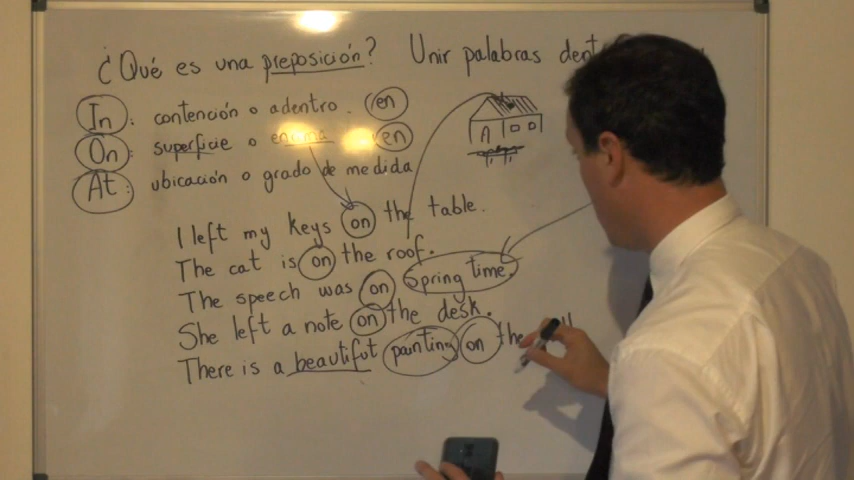 ¿Qué es una preposición? Unir palabras
In: contención o adentro. (en)
On: superficie o encima (en)
At: ubicación o grado de medida
I left my keys on the table.
The cat is on the roof.
The speech was on Spring time.
She left a note on the desk.
There is a beautiful painting on the